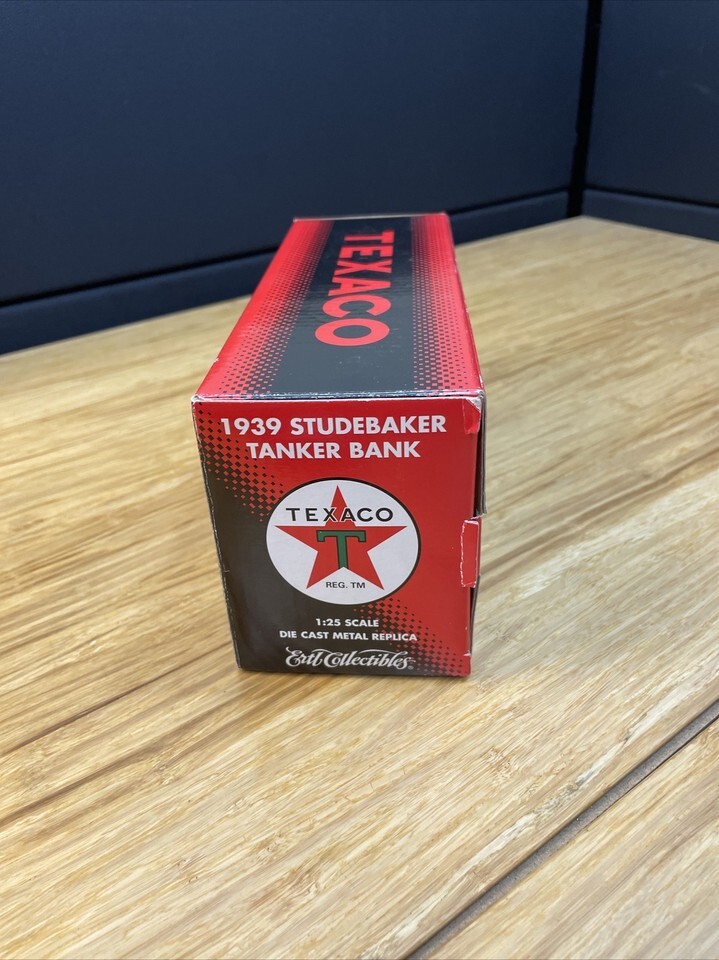 TEXACO
1939 STUDEBAKER
TANKER BANK
TEXACO
T
REG. TM
1:25 SCALE
DIE CAST METAL REPLICA
Ertl Collectibles®